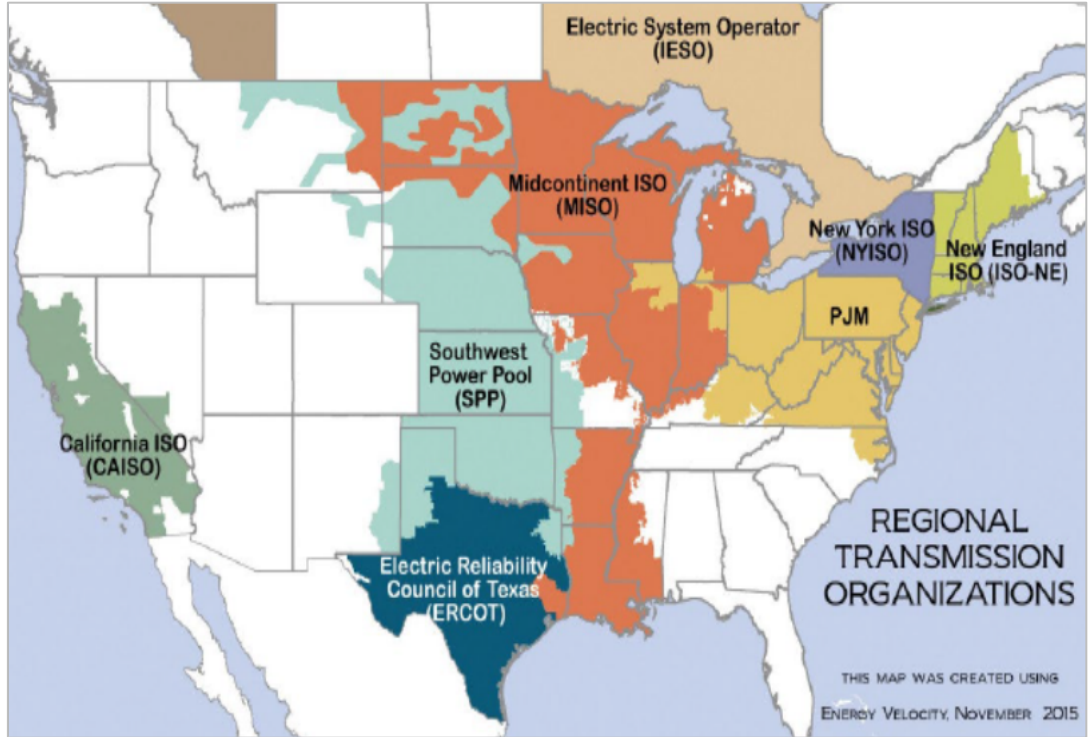 Electric System Operator
(IESO)
Midcontinent ISO
(MISO)
New York ISO
(NYISO)
New England
ISO (ISO-NE)
PJM
Southwest
Power Pool
(SPP)
California ISO
(CAISO)
Electric Reliability
Council of Texas
(ERCOT)
REGIONAL
TRANSMISSION
ORGANIZATIONS
THIS MAP WAS CREATED USING
ENERGY VELOCITY, NOVEMBER 2015